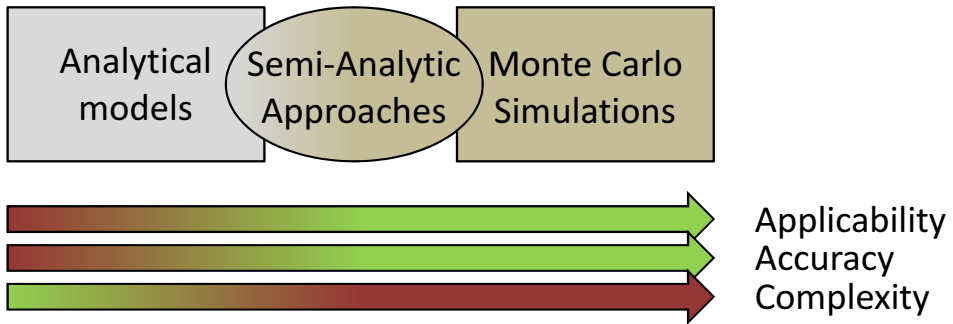 Analytical
models
Semi-Analytic
Approaches
Monte Carlo
Simulations
Applicability
Accuracy
Complexity